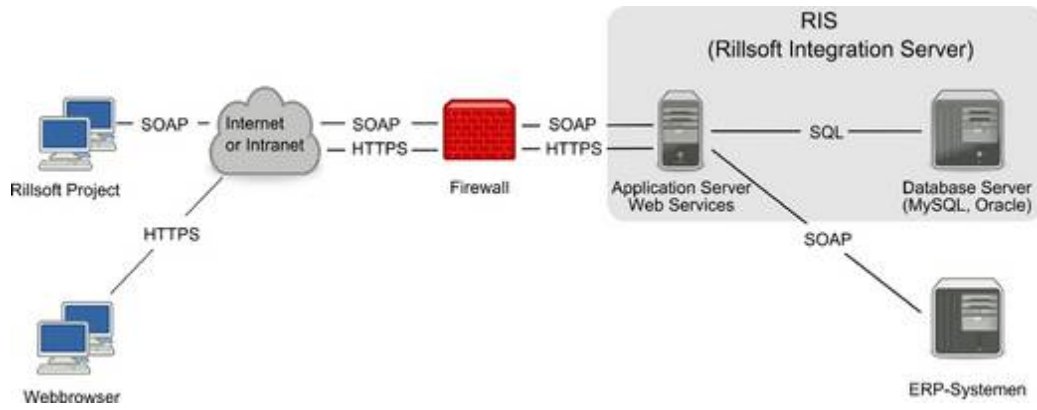 RIS
(Rillsoft Integration Server)
SOAP
Internet
or Intranet
SOAP
HTTPS
SOAP
HTTPS
SQL
Rillsoft Project
Firewall
Application Server
Web Services
Database Server
(MySQL, Oracle)
HTTPS
SOAP
Webbrowser
ERP-Systemen